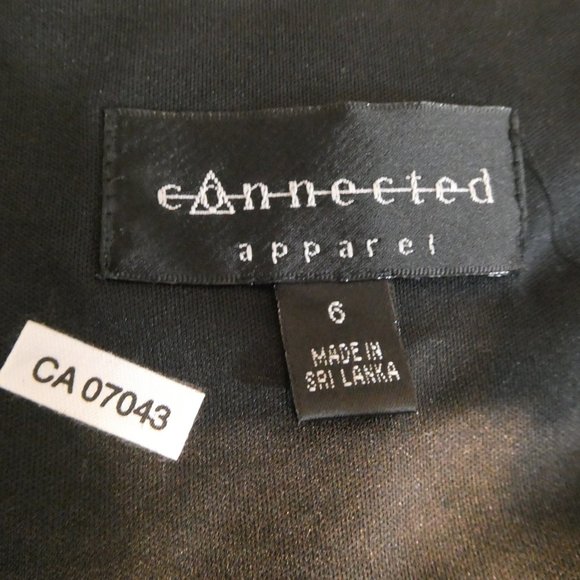 connected
apparel
6
MADE IN
SRI LANKA
CA 07043